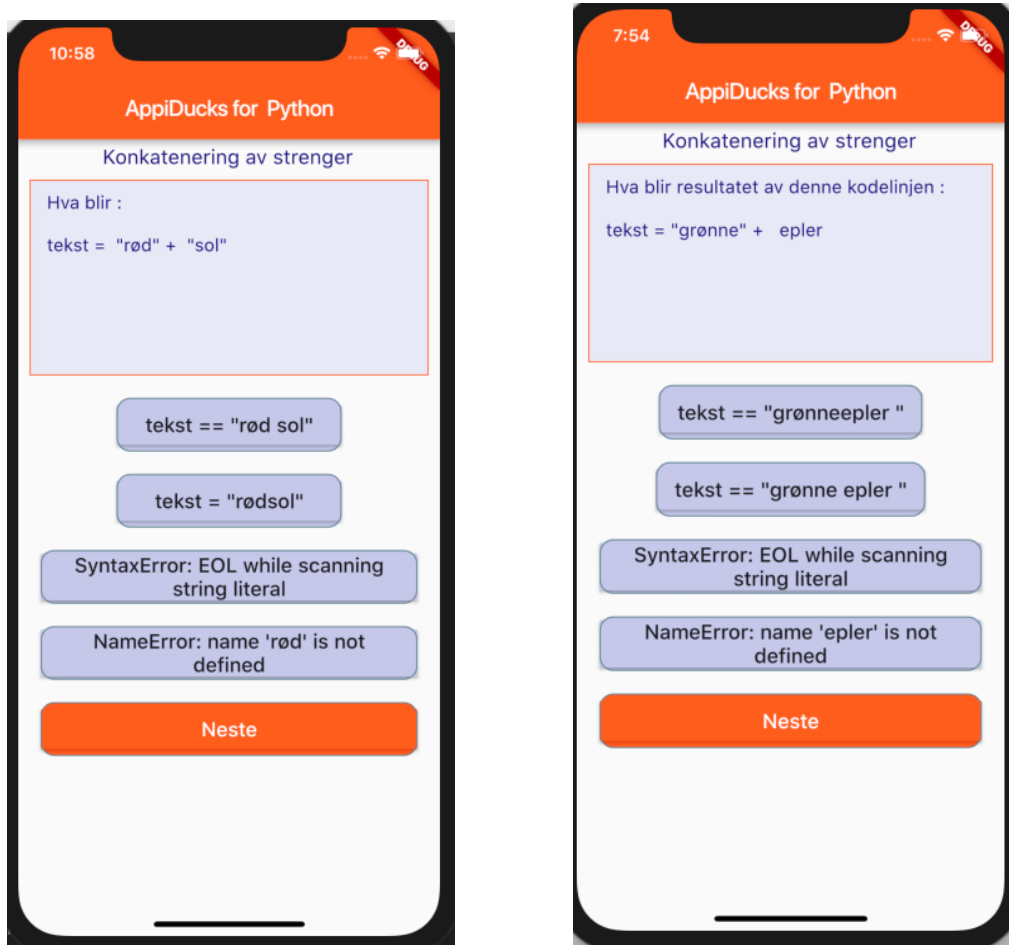 10:58
DEBUG
AppiDucks for Python
Konkatenering av strenger
Hva blir :
tekst = "rød" + "sol"
tekst == "rød sol"
tekst = "rødsol"
SyntaxError: EOL while scanning
string literal
NameError: name 'rød' is not
defined
Neste
7:54
DEBUG
AppiDucks for Python
Konkatenering av strenger
Hva blir resultatet av denne kodelinjen :
tekst = "grønne" + epler
tekst == "grønneepler "
tekst == "grønne epler "
SyntaxError: EOL while scanning
string literal
NameError: name 'epler' is not
defined
Neste